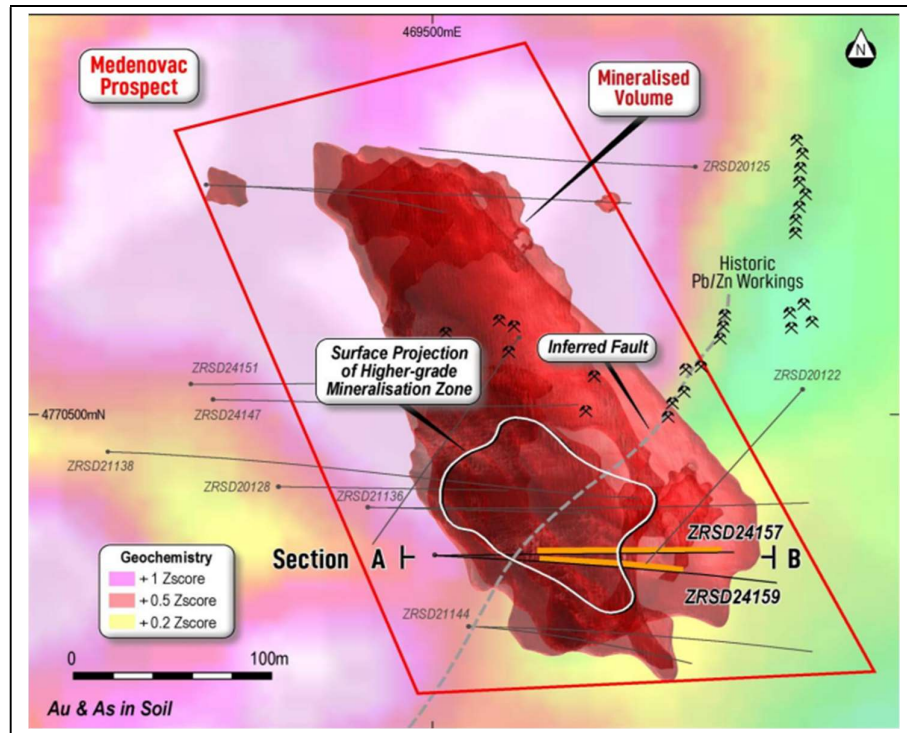 469500mE
Medenovac
Prospect
N
Mineralised
Volume
ZRSD20125
Historic
Pb/Zn Workings
Surface Projection
of Higher-grade
Mineralisation Zone
Inferred Fault
ZRSD24151
ZRSD20122
4770500mN
ZRSD24147
ZRSD21138
ZRSD20128
ZRSD21136
ZRSD24157
Section A B
ZRSD24159
Geochemistry
+ 1 Zscore
+ 0.5 Zscore
+ 0.2 Zscore
ZRSD21144
0 100m
Au & As in Soil